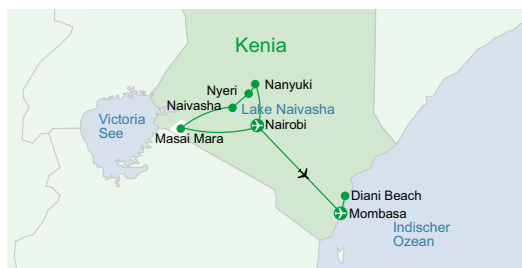 Kenia
Nanyuki
Nyeri
Naivasha
Lake Naivasha
Victoria
See
Nairobi
Masai Mara
Diani Beach
Mombasa
Indischer
Ozean